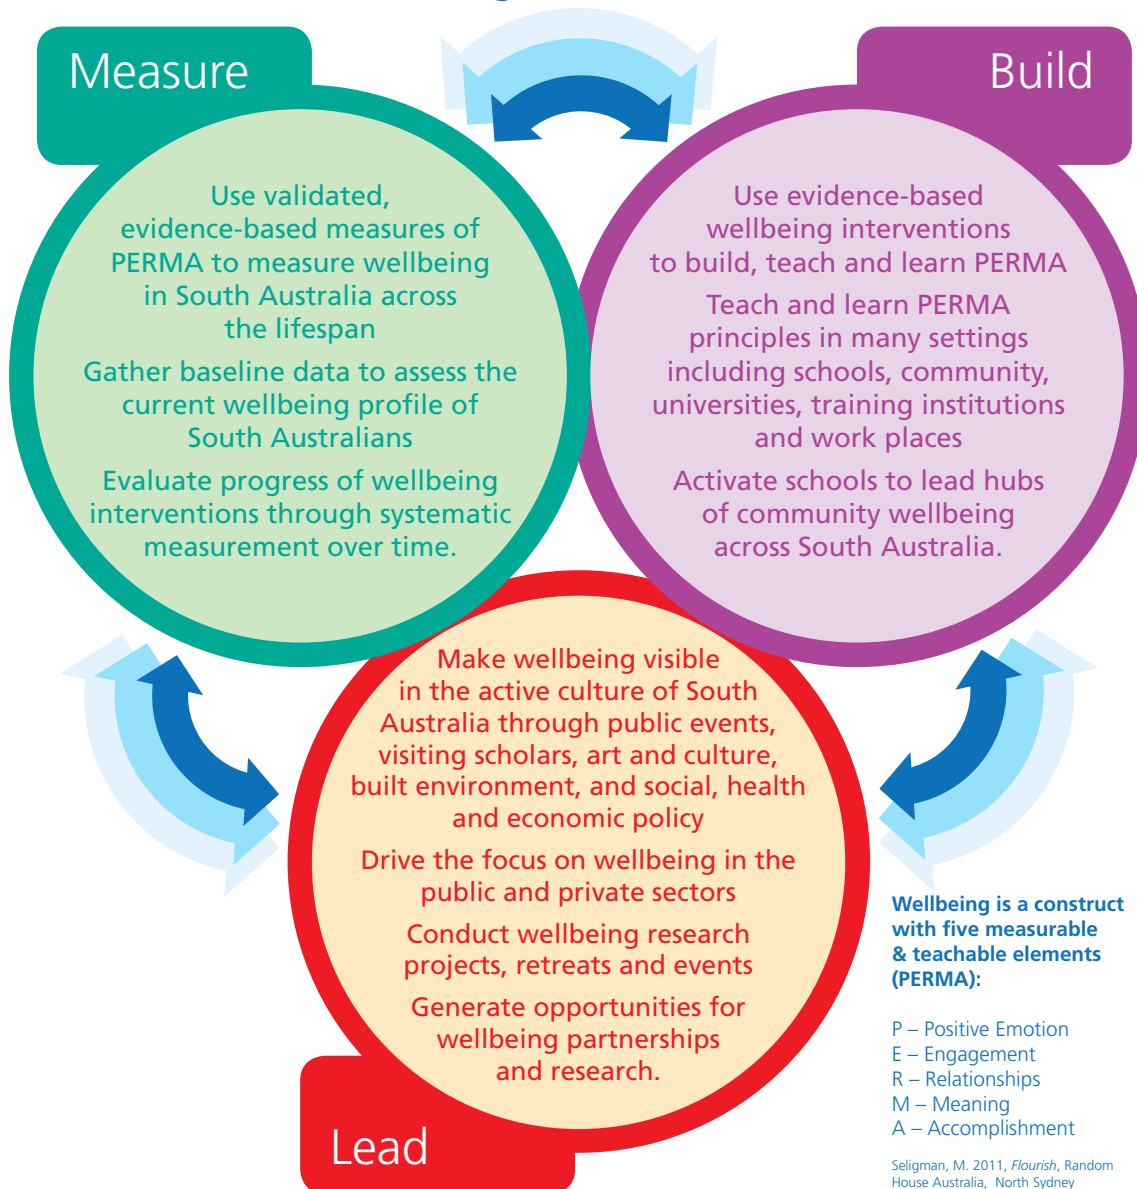 Measure
Use validated,
evidence-based measures of
PERMA to measure wellbeing
in South Australia across
the lifespan
Gather baseline data to assess the
current wellbeing profile of
South Australians
Evaluate progress of wellbeing
interventions through systematic
measurement over time.
Build
Use evidence-based
wellbeing interventions
to build, teach and learn PERMA
Teach and learn PERMA
principles in many settings
including schools, community,
universities, training institutions
and work places
Activate schools to lead hubs
of community wellbeing
across South Australia.
Make wellbeing visible
in the active culture of South
Australia through public events,
visiting scholars, art and culture,
built environment, and social, health
and economic policy
Drive the focus on wellbeing in the
public and private sectors
Conduct wellbeing research
projects, retreats and events
Generate opportunities for
wellbeing partnerships
and research.
Lead
Wellbeing is a construct
with five measurable
& teachable elements
(PERMA):
P – Positive Emotion
E – Engagement
R – Relationships
M – Meaning
A – Accomplishment
Seligman, M. 2011, Flourish, Random
House Australia, North Sydney